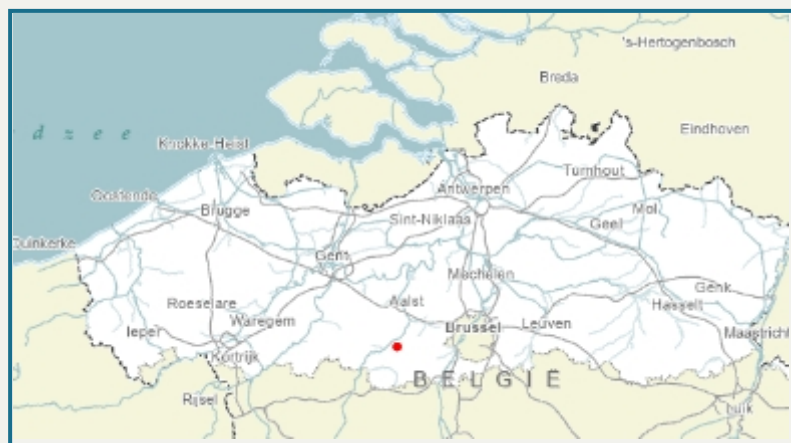 's-Hertogenbosch
Breda
Eindhoven
d z e e
Knokke-Heist
Turnhout
Antwerpen
Oostende
Brugge
Sint-Niklaas
Mol
Geel
Duinkerke
Gent
Mechelen
Genk
Roeselare
Aalst
Hasselt
Ieper
Waregem
Brussel
Leuven
Maastricht
Kortrijk
BELGIË
Rijsel
Luik